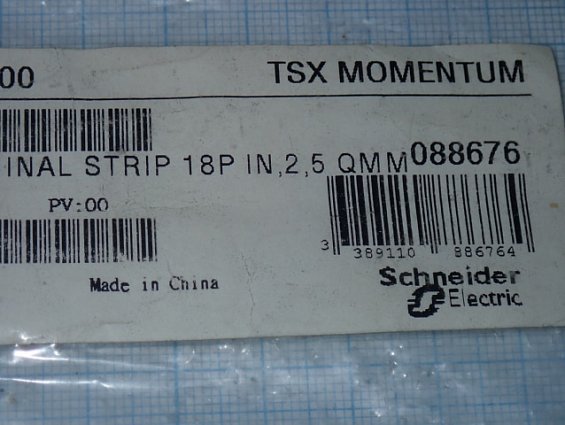 00 TSX MOMENTUM
INAL STRIP 18P IN,2,5 QMM 088676
PV:00
3 389110 886764
Made in China
Schneider
Electric